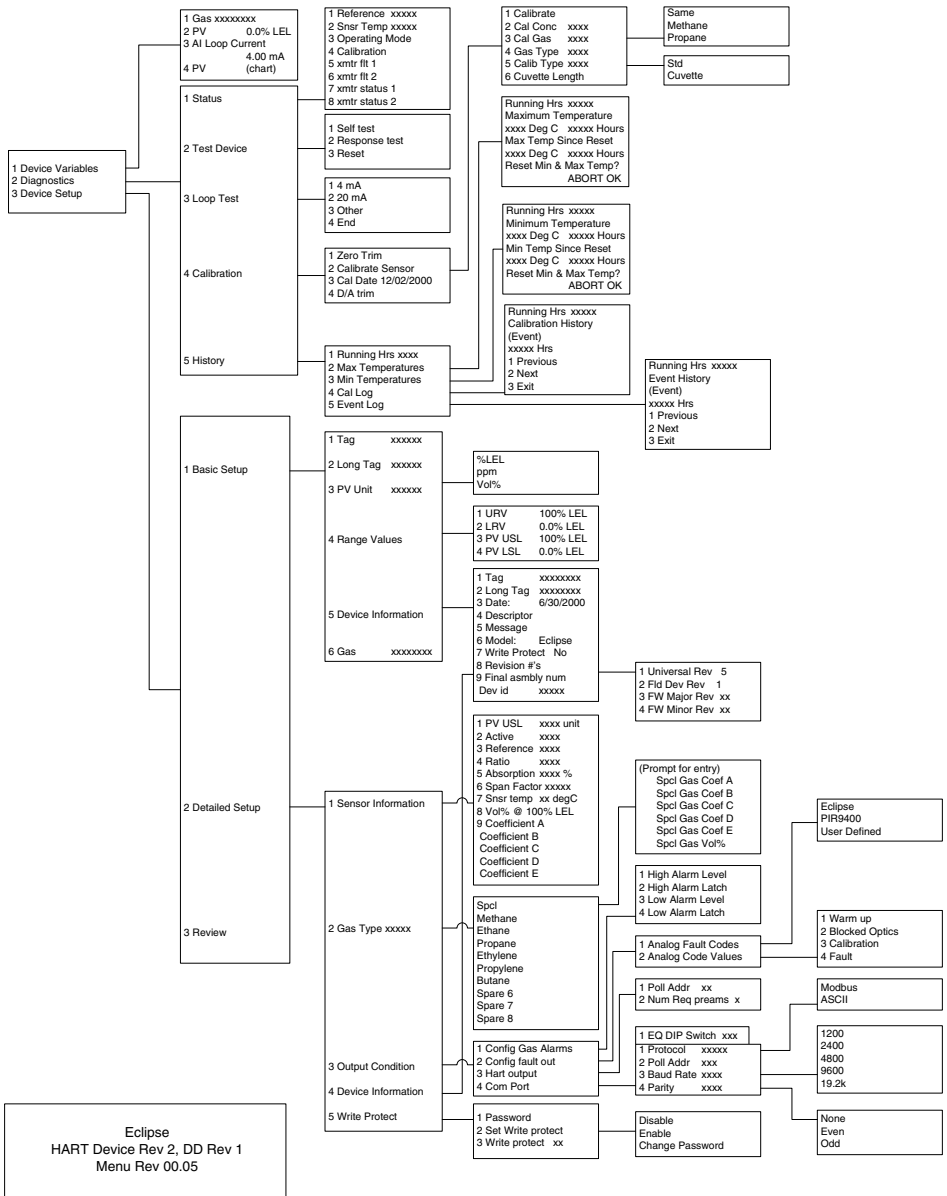 1 Device Variables
2 Diagnostics
3 Device Setup
1 Gas xxxxxxxx
2 PV 0.0% LEL
3 AI Loop Current
4.00 mA
4 PV (chart)
1 Status
2 Test Device
3 Loop Test
4 Calibration
5 History
1 Reference xxxxx
2 Snsr Temp xxxxx
3 Operating Mode
4 Calibration
5 xmtr flt 1
6 xmtr flt 2
7 xmtr status 1
8 xmtr status 2
1 Self test
2 Response test
3 Reset
1 4 mA
2 20 mA
3 Other
4 End
1 Zero Trim
2 Calibrate Sensor
3 Cal Date 12/02/2000
4 D/A trim
1 Running Hrs xxxx
2 Max Temperatures
3 Min Temperatures
4 Cal Log
5 Event Log
1 Calibrate
2 Cal Conc xxxx
3 Cal Gas xxxx
4 Gas Type xxxx
5 Calib Type xxxx
6 Cuvette Length
Same
Methane
Propane
Std
Cuvette
Running Hrs xxxxx
Maximum Temperature
xxxx Deg C xxxxx Hours
Max Temp Since Reset
xxxx Deg C xxxxx Hours
Reset Min & Max Temp?
ABORT OK
Running Hrs xxxxx
Minimum Temperature
xxxx Deg C xxxxx Hours
Min Temp Since Reset
xxxx Deg C xxxxx Hours
Reset Min & Max Temp?
ABORT OK
Running Hrs xxxxx
Calibration History
(Event)
xxxxx Hrs
1 Previous
2 Next
3 Exit
Running Hrs xxxxx
Event History
(Event)
xxxxx Hrs
1 Previous
2 Next
3 Exit
1 Basic Setup
2 Detailed Setup
3 Review
1 Tag xxxxxx
2 Long Tag xxxxxx
3 PV Unit xxxxxx
4 Range Values
5 Device Information
6 Gas xxxxxxxx
%LEL
ppm
Vol%
1 URV 100% LEL
2 LRV 0.0% LEL
3 PV USL 100% LEL
4 PV LSL 0.0% LEL
1 Tag xxxxxxxx
2 Long Tag xxxxxxxx
3 Date: 6/30/2000
4 Descriptor
5 Message
6 Model: Eclipse
7 Write Protect No
8 Revision #'s
9 Final asmbly num
Dev id xxxxx
1 Universal Rev 5
2 Fld Dev Rev 1
3 FW Major Rev xx
4 FW Minor Rev xx
1 Sensor Information
2 Gas Type xxxxx
3 Output Condition
4 Device Information
5 Write Protect
1 PV USL xxxx unit
2 Active xxxx
3 Reference xxxx
4 Ratio xxxx
5 Absorption xxxx %
6 Span Factor xxxxx
7 Snsr temp xx degC
8 Vol% @ 100% LEL
9 Coefficient A
Coefficient B
Coefficient C
Coefficient D
Coefficient E
Spcl
Methane
Ethane
Propane
Ethylene
Propylene
Butane
Spare 6
Spare 7
Spare 8
1 Config Gas Alarms
2 Config fault out
3 Hart output
4 Com Port
1 Password
2 Set Write protect
3 Write protect xx
(Prompt for entry)
Spcl Gas Coef A
Spcl Gas Coef B
Spcl Gas Coef C
Spcl Gas Coef D
Spcl Gas Coef E
Spcl Gas Vol%
1 High Alarm Level
2 High Alarm Latch
3 Low Alarm Level
4 Low Alarm Latch
1 Analog Fault Codes
2 Analog Code Values
1 Poll Addr xx
2 Num Req preams x
1 EQ DIP Switch xxx
1 Protocol xxxxx
2 Poll Addr xxx
3 Baud Rate xxxx
4 Parity xxxx
Disable
Enable
Change Password
Eclipse
PIR9400
User Defined
1 Warm up
2 Blocked Optics
3 Calibration
4 Fault
Modbus
ASCII
1200
2400
4800
9600
19.2k
None
Even
Odd
Eclipse
HART Device Rev 2, DD Rev 1
Menu Rev 00.05